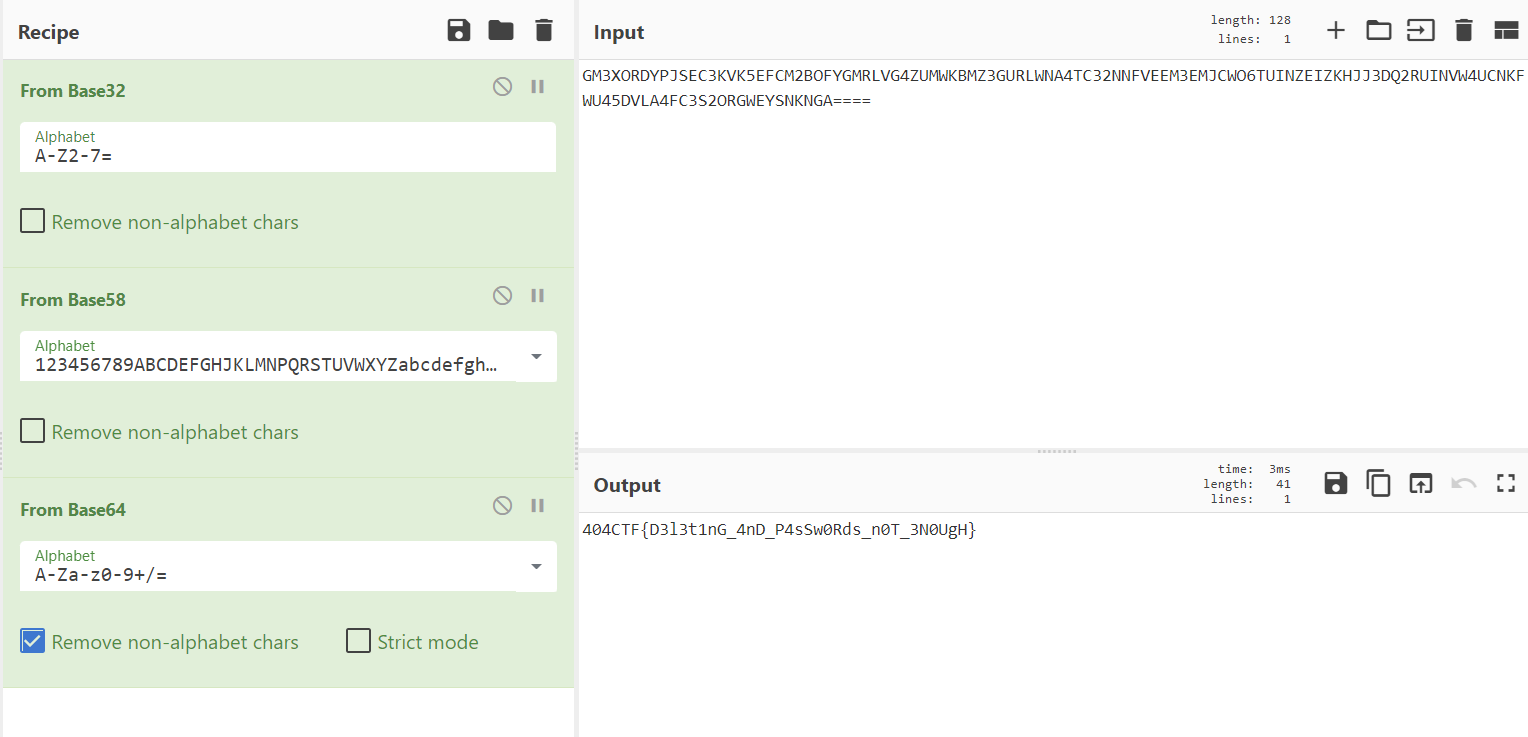 Recipe
From Base32
Alphabet
A-Z2-7=
Remove non-alphabet chars
From Base58
Alphabet
123456789ABCDEFGHJKLMNPQRSTUVWXYZabcdefgh…
Remove non-alphabet chars
From Base64
Alphabet
A-Za-z0-9+/=
Remove non-alphabet chars Strict mode
Input
length: 128
lines: 1
GM3XORDYPJSEC3KVK5EFCM2BOFYGMRLVG4ZUMWKBMZ3GURLWNA4TC32NNFVEEM3EMJCWO6TUINZEIZKHJJ3DQ2RUINVW4UCNKF
WU45DVLA4FC3S2ORGWEYSNKNGA====
Output
time: 3ms
length: 41
lines: 1
404CTF{D3l3t1nG_4nD_P4sSw0Rds_n0T_3N0UgH}